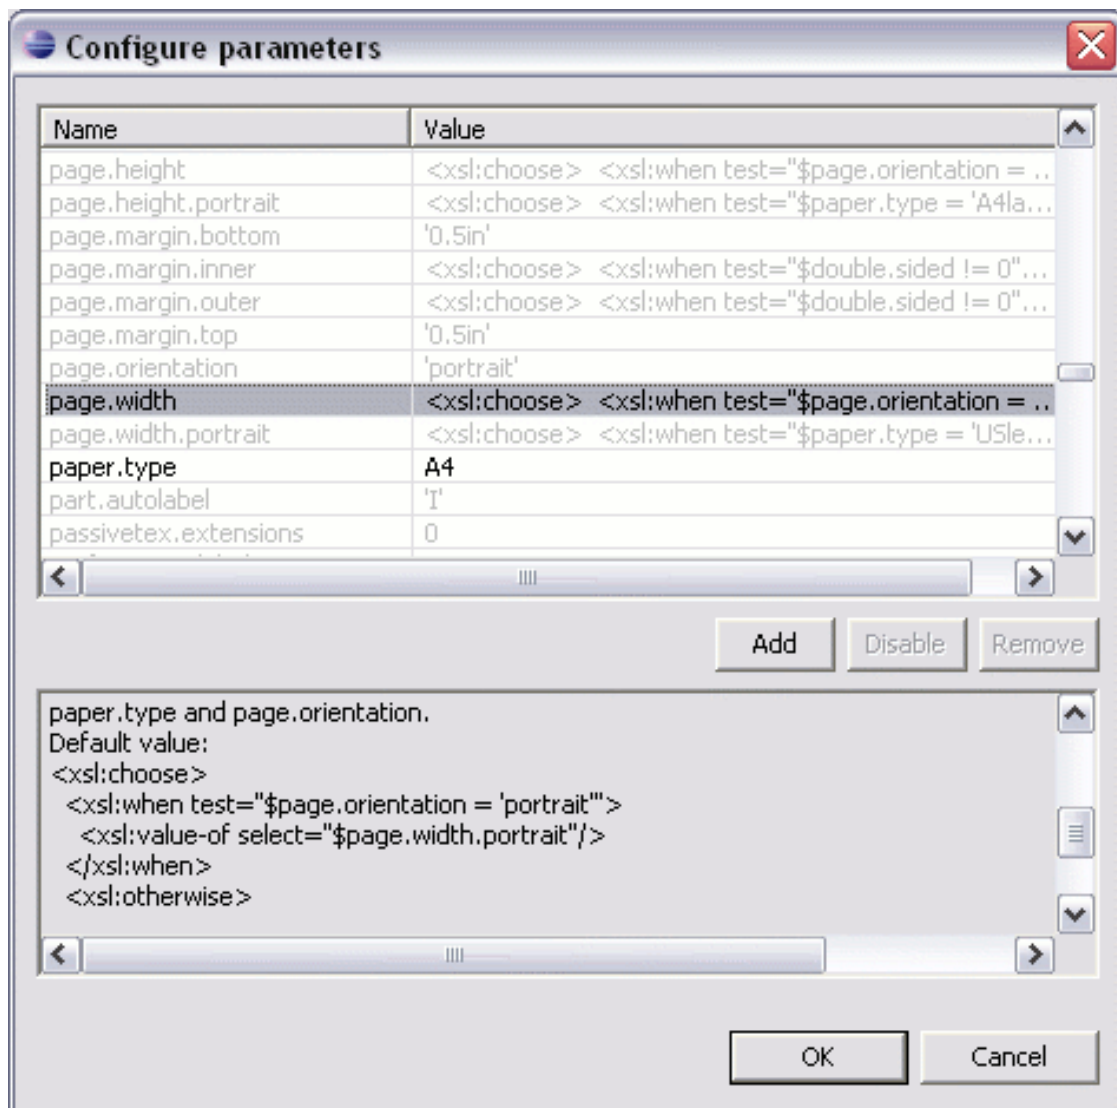 Configure parameters
Name Value
page.height <xsl:choose> <xsl:when test="$page.orientation = ..
page.height.portrait <xsl:choose> <xsl:when test="$paper.type = 'A4la...
page.margin.bottom '0.5in'
page.margin.inner <xsl:choose> <xsl:when test="$double.sided != 0"...
page.margin.outer <xsl:choose> <xsl:when test="$double.sided != 0"...
page.margin.top '0.5in'
page.orientation 'portrait'
page.width <xsl:choose> <xsl:when test="$page.orientation = ..
page.width.portrait <xsl:choose> <xsl:when test="$paper.type = 'USle...
paper.type A4
part.autolabel 'I'
passivetex.extensions 0
Add Disable Remove
paper.type and page.orientation.
Default value:
<xsl:choose>
<xsl:when test="$page.orientation = 'portrait'">
<xsl:value-of select="$page.width.portrait"/>
</xsl:when>
<xsl:otherwise>
OK Cancel